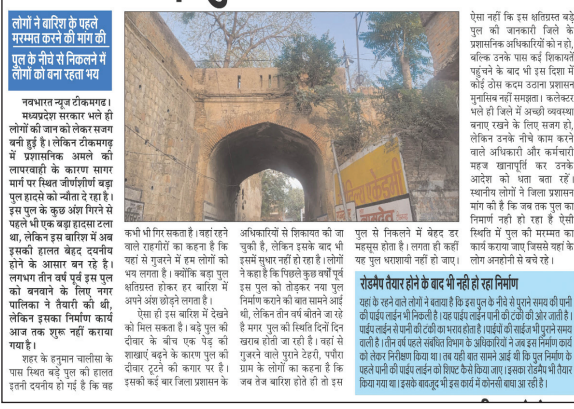 लोगों ने बारिश के पहले
मरम्मत करने की मांग की
पुल के नीचे से निकलने में
लोगों को बना रहता भय
नवभारत न्यूज टीकमगढ़।
मध्यप्रदेश सरकार भले ही
लोगों की जान को लेकर सजग
बनी हुई है। लेकिन टीकमगढ़
में प्रशासनिक अमले की
लापरवाही के कारण सागर
मार्ग पर स्थित जीर्णशीर्ण बड़ा
पुल हादसे को न्यौता दे रहा है।
इस पुल के कुछ अंश गिरने से
पहले भी एक बड़ा हादसा टला
था, लेकिन इस बारिश में अब
इसकी हालत बेहद दयनीय
होने के आसार बन रहे है।
लगभग तीन वर्ष पूर्व इस पुल
को बनवाने के लिए नगर
पालिका ने तैयारी की थी,
लेकिन इसका निर्माण कार्य
आज तक शुरू नहीं कराया
गया है।
शहर के हनुमान चालीसा के
पास स्थित बड़े पुल की हालत
इतनी दयनीय हो गई है कि वह
कभी भी गिर सकता है। वहां रहने
वाले राहगीरों का कहना है कि
यहां से गुजरने में हम लोगों को
भय लगता है। क्योंकि बड़ा पुल
क्षतिग्रस्त होकर हर बारिश में
अपने अंश छोड़ने लगता है।
ऐसा ही इस बारिश में देखने
को मिल सकता है। बड़े पुल की
दीवार के बीच एक पेड़ की
शाखाएं बढ़ने के कारण पुल की
दीवार टूटने की कगार पर है।
इसकी कई बार जिला प्रशासन के
अधिकारियों से शिकायत को जा
चुकी है, लेकिन इसके बाद भी
इसमें सुधार नहीं हो रहा है। लोगों
ने कहा है कि पिछले कुछ वर्षों पूर्व
इस पुल को तोड़कर नया पुल
निर्माण कराने की बात सामने आई
थी, लेकिन तीन वर्ष बीतने जा रहे
है मगर पुल की स्थिति दिनों दिन
खराब होती जा रही है। वहां से
गुजरने वाले पुराने टेहरी, पपौरा
ग्राम के लोगों का कहना है कि
जब तेज बारिश होते ही तो इस
पुल से निकलने में बेहद डर
महसूस होता है। लगता ही कहीं
यह पुल धराशायी नहीं हो जाए।
ऐसा नहीं कि इस क्षतिग्रस्त बड़े
पुल की जानकारी जिले के
प्रशासनिक अधिकारियों को न हो,
बल्कि उनके पास कई शिकायतें
पहुंचने के बाद भी इस दिशा में
कोई ठोस कदम उठाना प्रशासन
मुनासिब नहीं समझता। कलेक्टर
भले ही जिले में अच्छी व्यवस्था
बनाए रखने के लिए सजग हो,
लेकिन उनके नीचे काम करने
वाले अधिकारी और कर्मचारी
महज खानापूर्ति कर उनके
आदेश को धता बता रहें।
स्थानीय लोगों ने जिला प्रशासन
मांग की है कि जब तक पुल का
निमार्ण नही हो रहा है ऐसी
स्थिति में पुल की मरम्मत का
कार्य कराया जाए जिससे यहां के
लोग अनहोनी से बचे रहे।
रोडमैप तैयार होने के बाद भी नही हो रहा निर्माण
यहां के रहने वाले लोगों ने बताया है कि इस पुल के नीचे से पुराने समय की पानी
की पाईप लाईन भी निकली है। यह पाईप लाईन पानी की टंकी की ओर जाती है।
पाईप लाईन से पानी की टंकी का भराव होता है। पाईपों की साईज भी पुराने समय
वाली है। तीन वर्ष पहले संबंधित विभाग के अधिकारियों ने जब इस निर्माण कार्य
को लेकर निरीक्षण किया था। तब यही बात सामने आई थी कि पुल निर्माण के
पहले पानी की पाईप लाईन को शिफ्ट कैसे किया जाए। इसका रोडमैप भी तैयार
किया गया था। इसके बावजूद भी इस कार्य में कोनसी बाधा आ रही है।